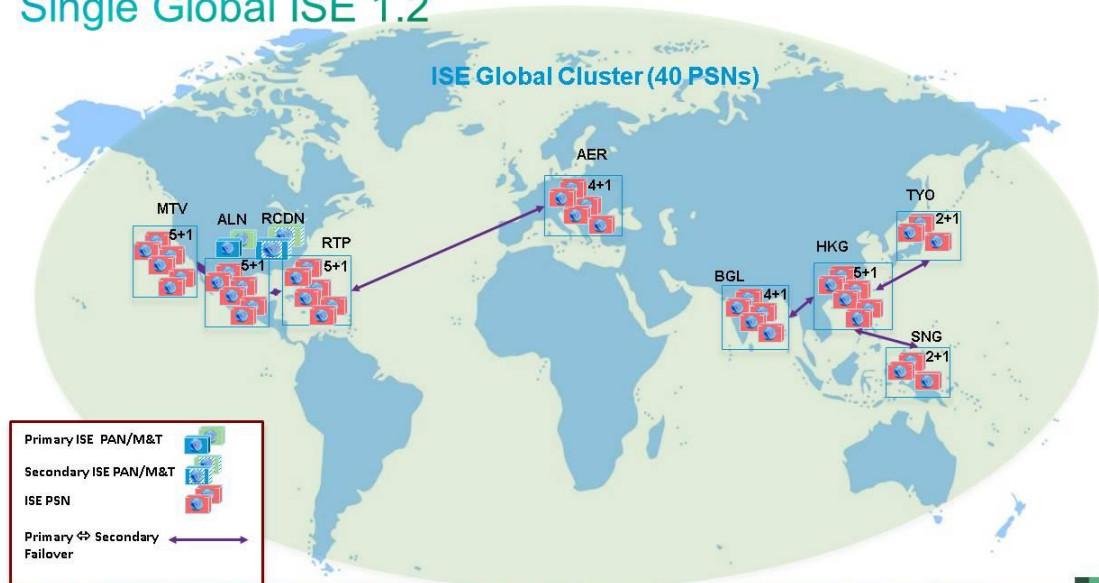 Single Global ISE 1.2
ISE Global Cluster (40 PSNs)
AER
4+1
MTV
5+1
ALN
RCDN
5+1
RTP
5+1
TYO
2+1
HKG
5+1
BGL
4+1
SNG
2+1
Primary ISE PAN/M&T
Secondary ISE PAN/M&T
ISE PSN
Primary ⇔ Secondary
Failover